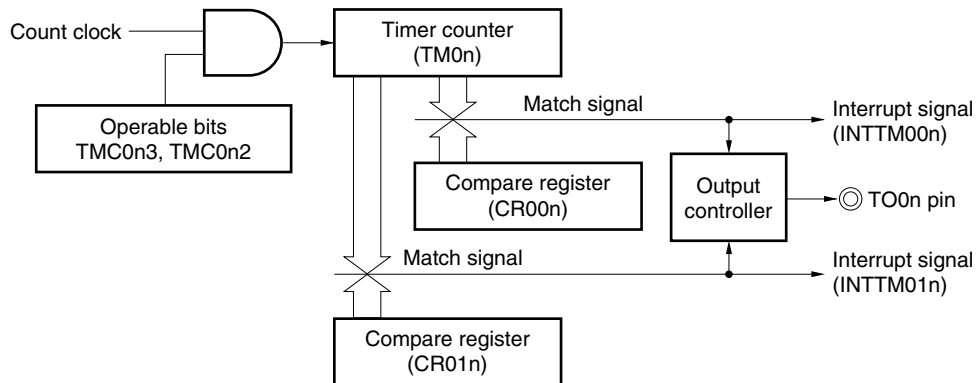 Count clock
Timer counter
(TM0n)
Operable bits
TMC0n3, TMC0n2
Match signal
Interrupt signal
(INTTM00n)
Compare register
(CR00n)
Output
controller
TO0n pin
Match signal
Interrupt signal
(INTTM01n)
Compare register
(CR01n)